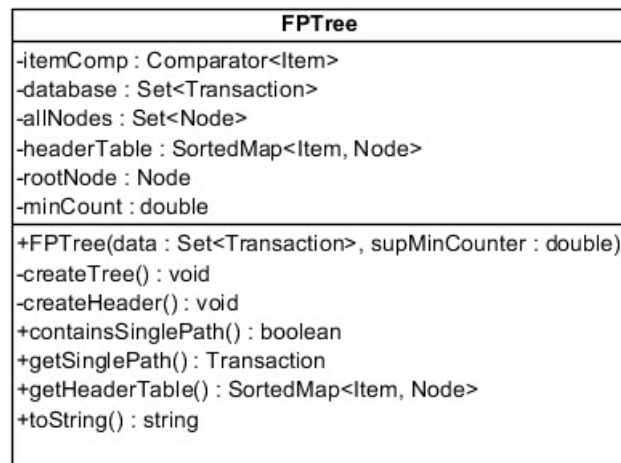 FPTree
-itemComp : Comparator<Item>
-database : Set<Transaction>
-allNodes : Set<Node>
-headerTable : SortedMap<Item, Node>
-rootNode : Node
-minCount : double
+FPTree(data : Set<Transaction>, supMinCounter : double)
-createTree() : void
-createHeader() : void
+containsSinglePath() : boolean
+getSinglePath() : Transaction
+getHeaderTable() : SortedMap<Item, Node>
+toString() : string